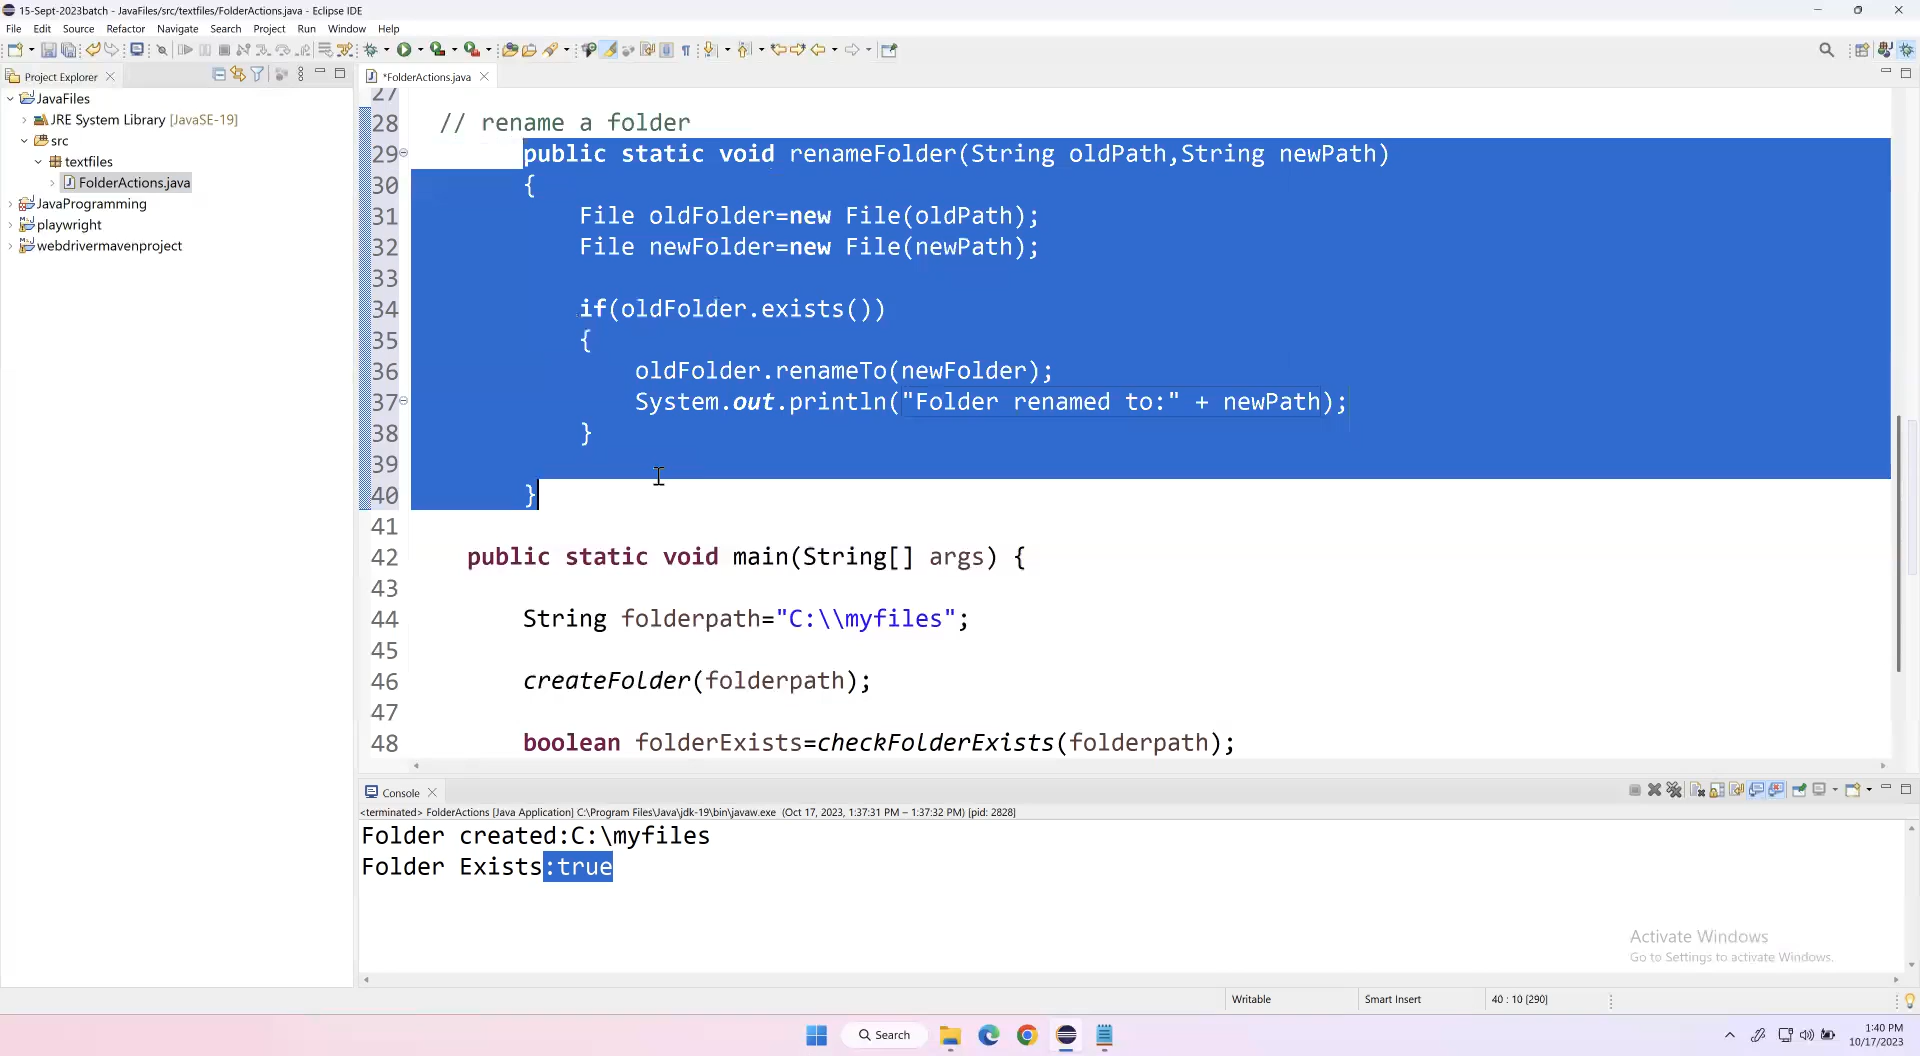 15-Sept-2023batch - JavaFiles/src/textfiles/FolderActions.java - Eclipse IDE
File Edit Source Refactor Navigate Search Project Run Window Help
Project Explorer
*FolderActions.java
JavaFiles
JRE System Library [JavaSE-19]
src
textfiles
FolderActions.java
JavaProgramming
playwright
webdrivermavenproject
27
28 // rename a folder
29 public static void renameFolder(String oldPath,String newPath)
30 {
31 File oldFolder=new File(oldPath);
32 File newFolder=new File(newPath);
33
34 if(oldFolder.exists())
35 {
36 oldFolder.renameTo(newFolder);
37 System.out.println("Folder renamed to:" + newPath);
38 }
39
40 }
41
42 public static void main(String[] args) {
43
44 String folderpath="C:\\myfiles";
45
46 createFolder(folderpath);
47
48 boolean folderExists=checkFolderExists(folderpath);
Console
<terminated> FolderActions [Java Application] C:\Program Files\Java\jdk-19\bin\javaw.exe (Oct 17, 2023, 1:37:31 PM – 1:37:32 PM) [pid: 2828]
Folder created:C:\myfiles
Folder Exists:true
Activate Windows
Go to Settings to activate Windows.
Writable Smart Insert 40 : 10 [290]
Search
1:40 PM
10/17/2023